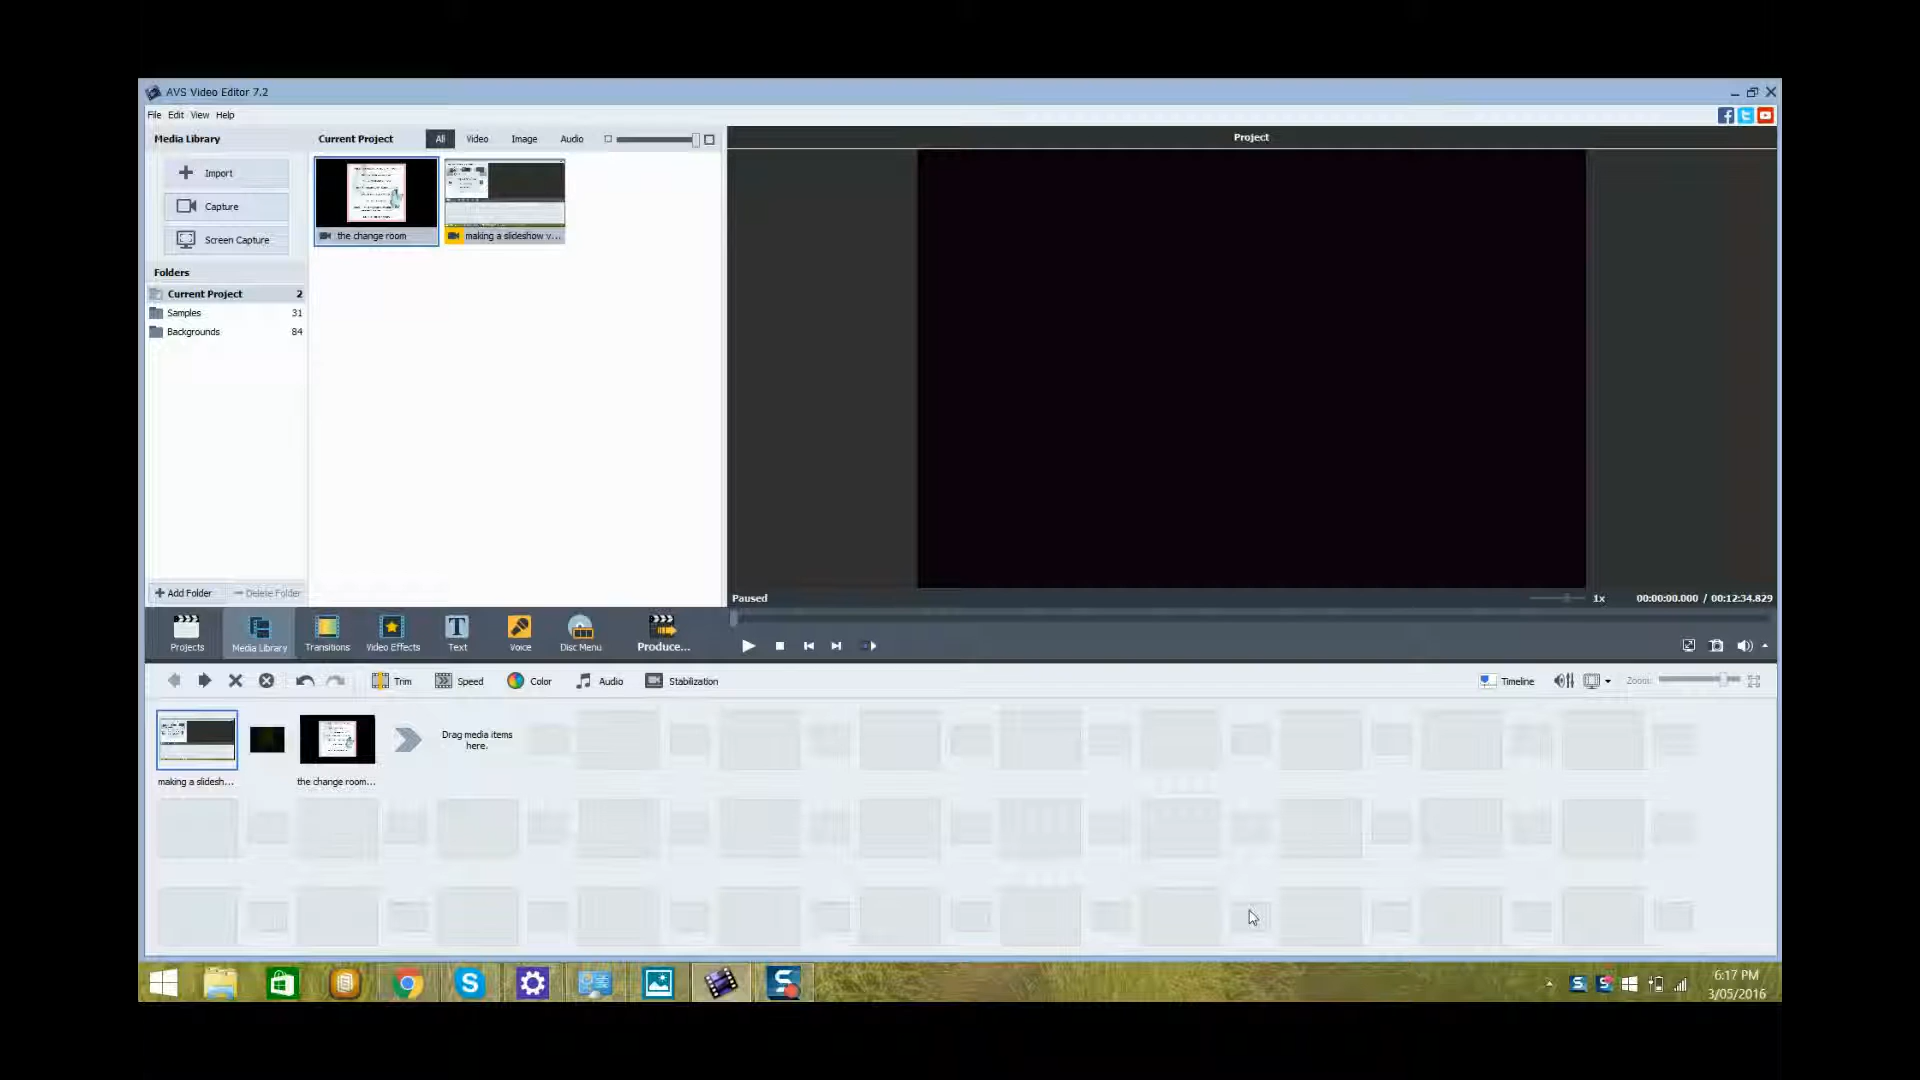 AVS Video Editor 7.2
File Edit View Help
Media Library
Current Project
All
Video
Image
Audio
Project
Import
Capture
Screen Capture
the change room
making a slideshow v...
Folders
Current Project 2
Samples 31
Backgrounds 84
Add Folder
Delete Folder
Paused
1x
00:00:00.000 / 00:12:34.829
Projects
Media Library
Transitions
Video Effects
Text
Voice
Disc Menu
Produce...
Trim
Speed
Color
Audio
Stabilization
Timeline
Zoom:
Drag media items
here.
making a slidesh...
the change room...
6:17 PM
3/05/2016